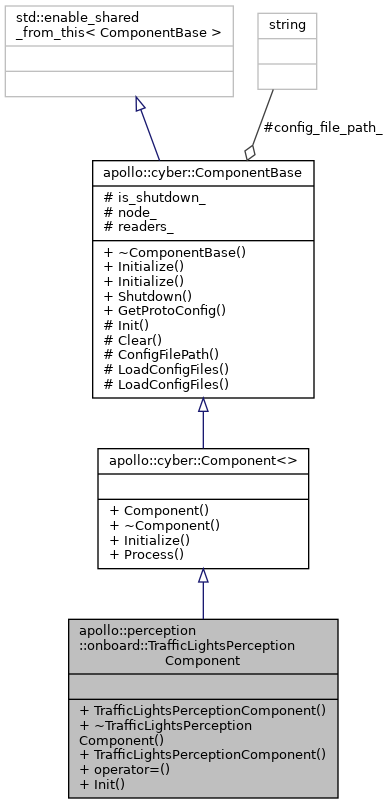 std::enable_shared
_from_this< ComponentBase >
string
#config_file_path_
apollo::cyber::ComponentBase
# is_shutdown_
# node_
# readers_
+ ~ComponentBase()
+ Initialize()
+ Initialize()
+ Shutdown()
+ GetProtoConfig()
# Init()
# Clear()
# ConfigFilePath()
# LoadConfigFiles()
# LoadConfigFiles()
apollo::cyber::Component<>
+ Component()
+ ~Component()
+ Initialize()
+ Process()
apollo::perception
::onboard::TrafficLightsPerception
Component
+ TrafficLightsPerceptionComponent()
+ ~TrafficLightsPerception
Component()
+ TrafficLightsPerceptionComponent()
+ operator=()
+ Init()